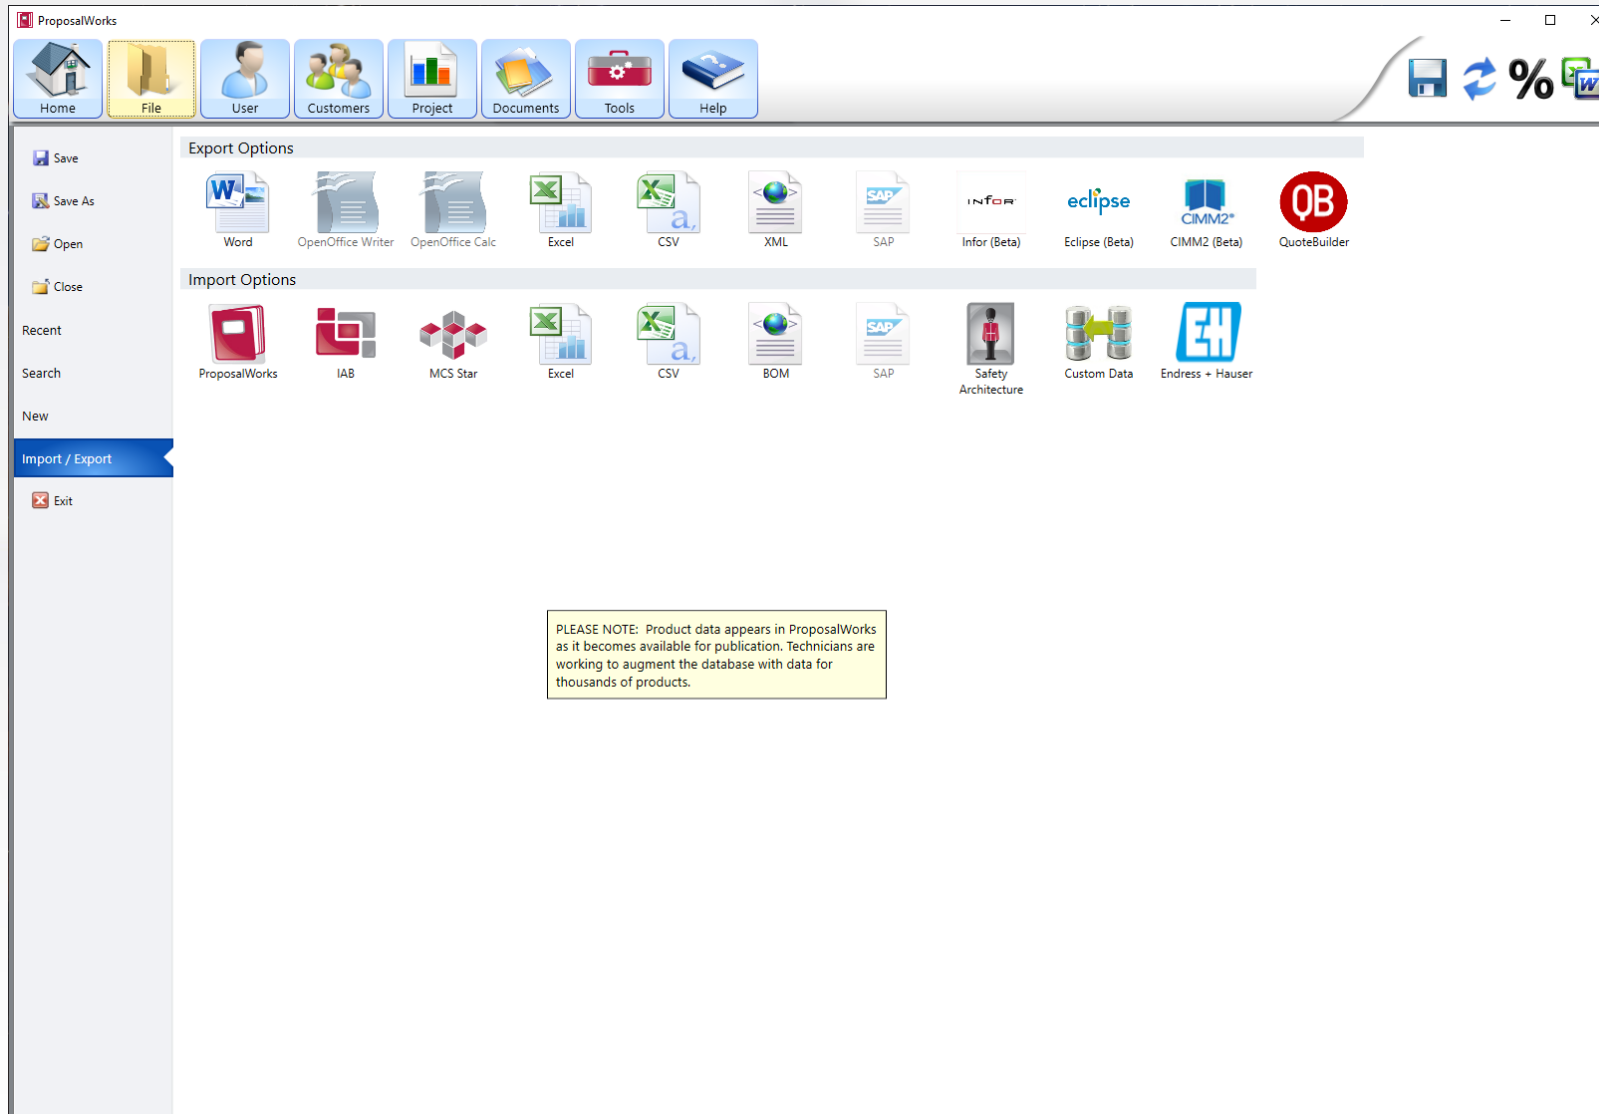 ProposalWorks
Home
File
User
Customers
Project
Documents
Tools
Help
%
W
Save
Save As
Open
Close
Recent
Search
New
Import / Export
Exit
Export Options
W
a,
SAP
infor
eclipse
CIMM2
QB
Word
OpenOffice Writer
OpenOffice Calc
Excel
CSV
XML
SAP
Infor (Beta)
Eclipse (Beta)
CIMM2 (Beta)
QuoteBuilder
Import Options
a,
SAP
EH
ProposalWorks
IAB
MCS Star
Excel
CSV
BOM
SAP
Safety
Architecture
Custom Data
Endress + Hauser
PLEASE NOTE:  Product data appears in ProposalWorks
as it becomes available for publication. Technicians are
working to augment the database with data for
thousands of products.